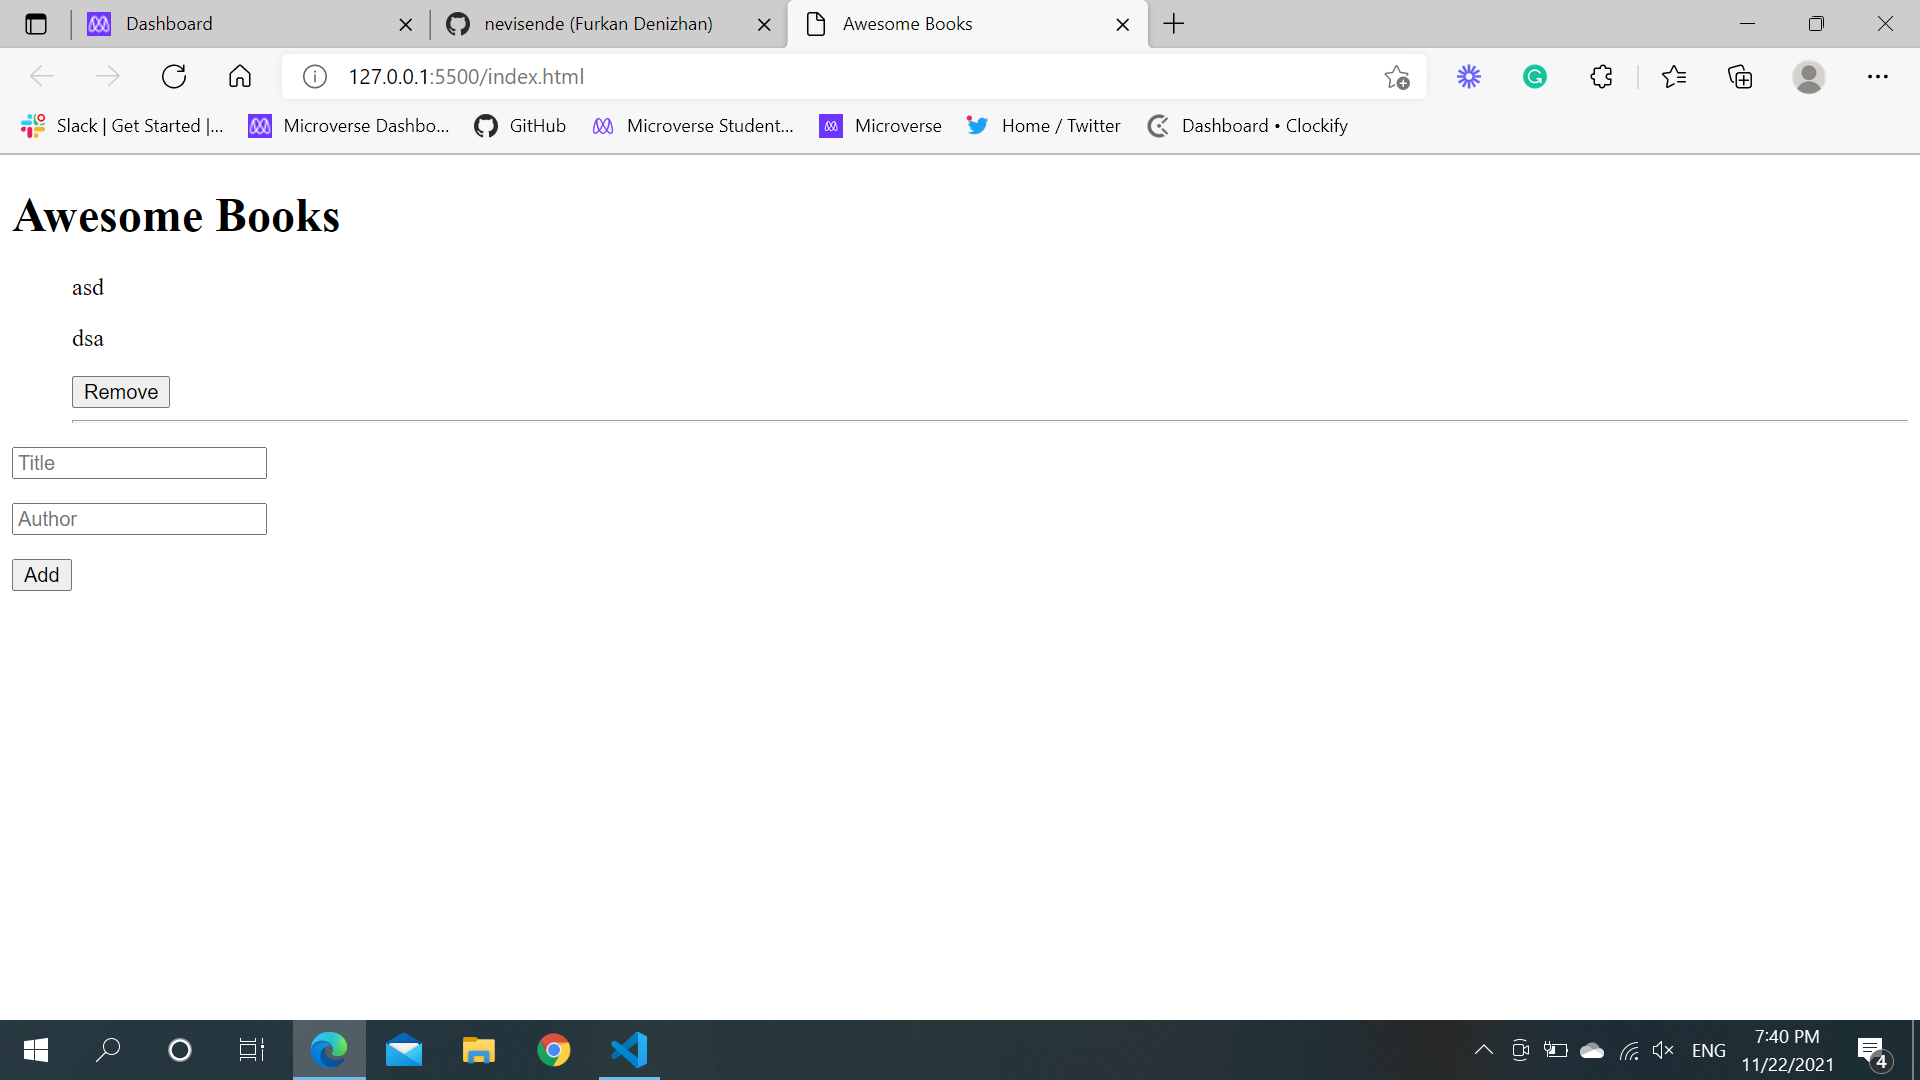 Dashboard
nevisende (Furkan Denizhan)
Awesome Books
127.0.0.1:5500/index.html
Slack | Get Started |...
Microverse Dashbo...
GitHub
Microverse Student...
Microverse
Home / Twitter
Dashboard • Clockify
Awesome Books
asd
dsa
Remove
Title
Author
Add
ENG
7:40 PM
11/22/2021
4